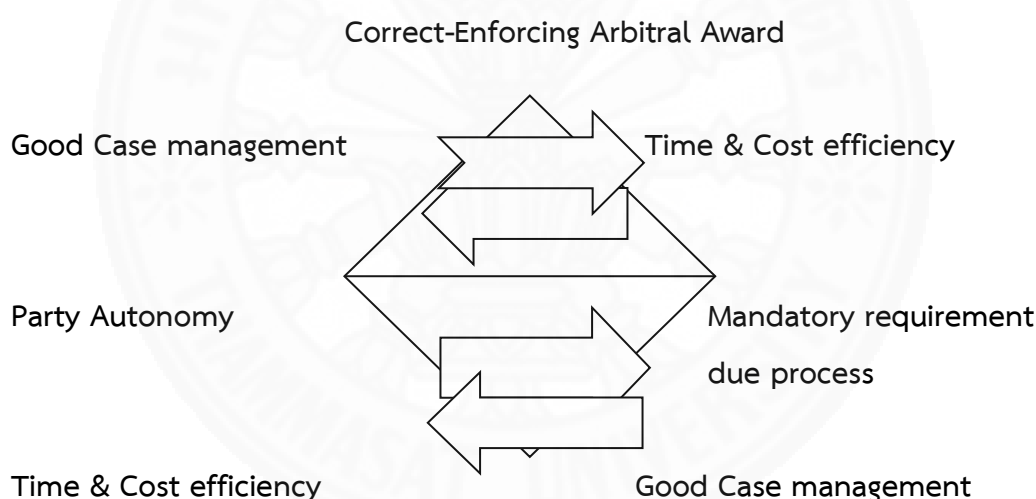 Correct-Enforcing Arbitral Award
Good Case management
Time & Cost efficiency
Party Autonomy
Mandatory requirement
due process
Time & Cost efficiency
Good Case management